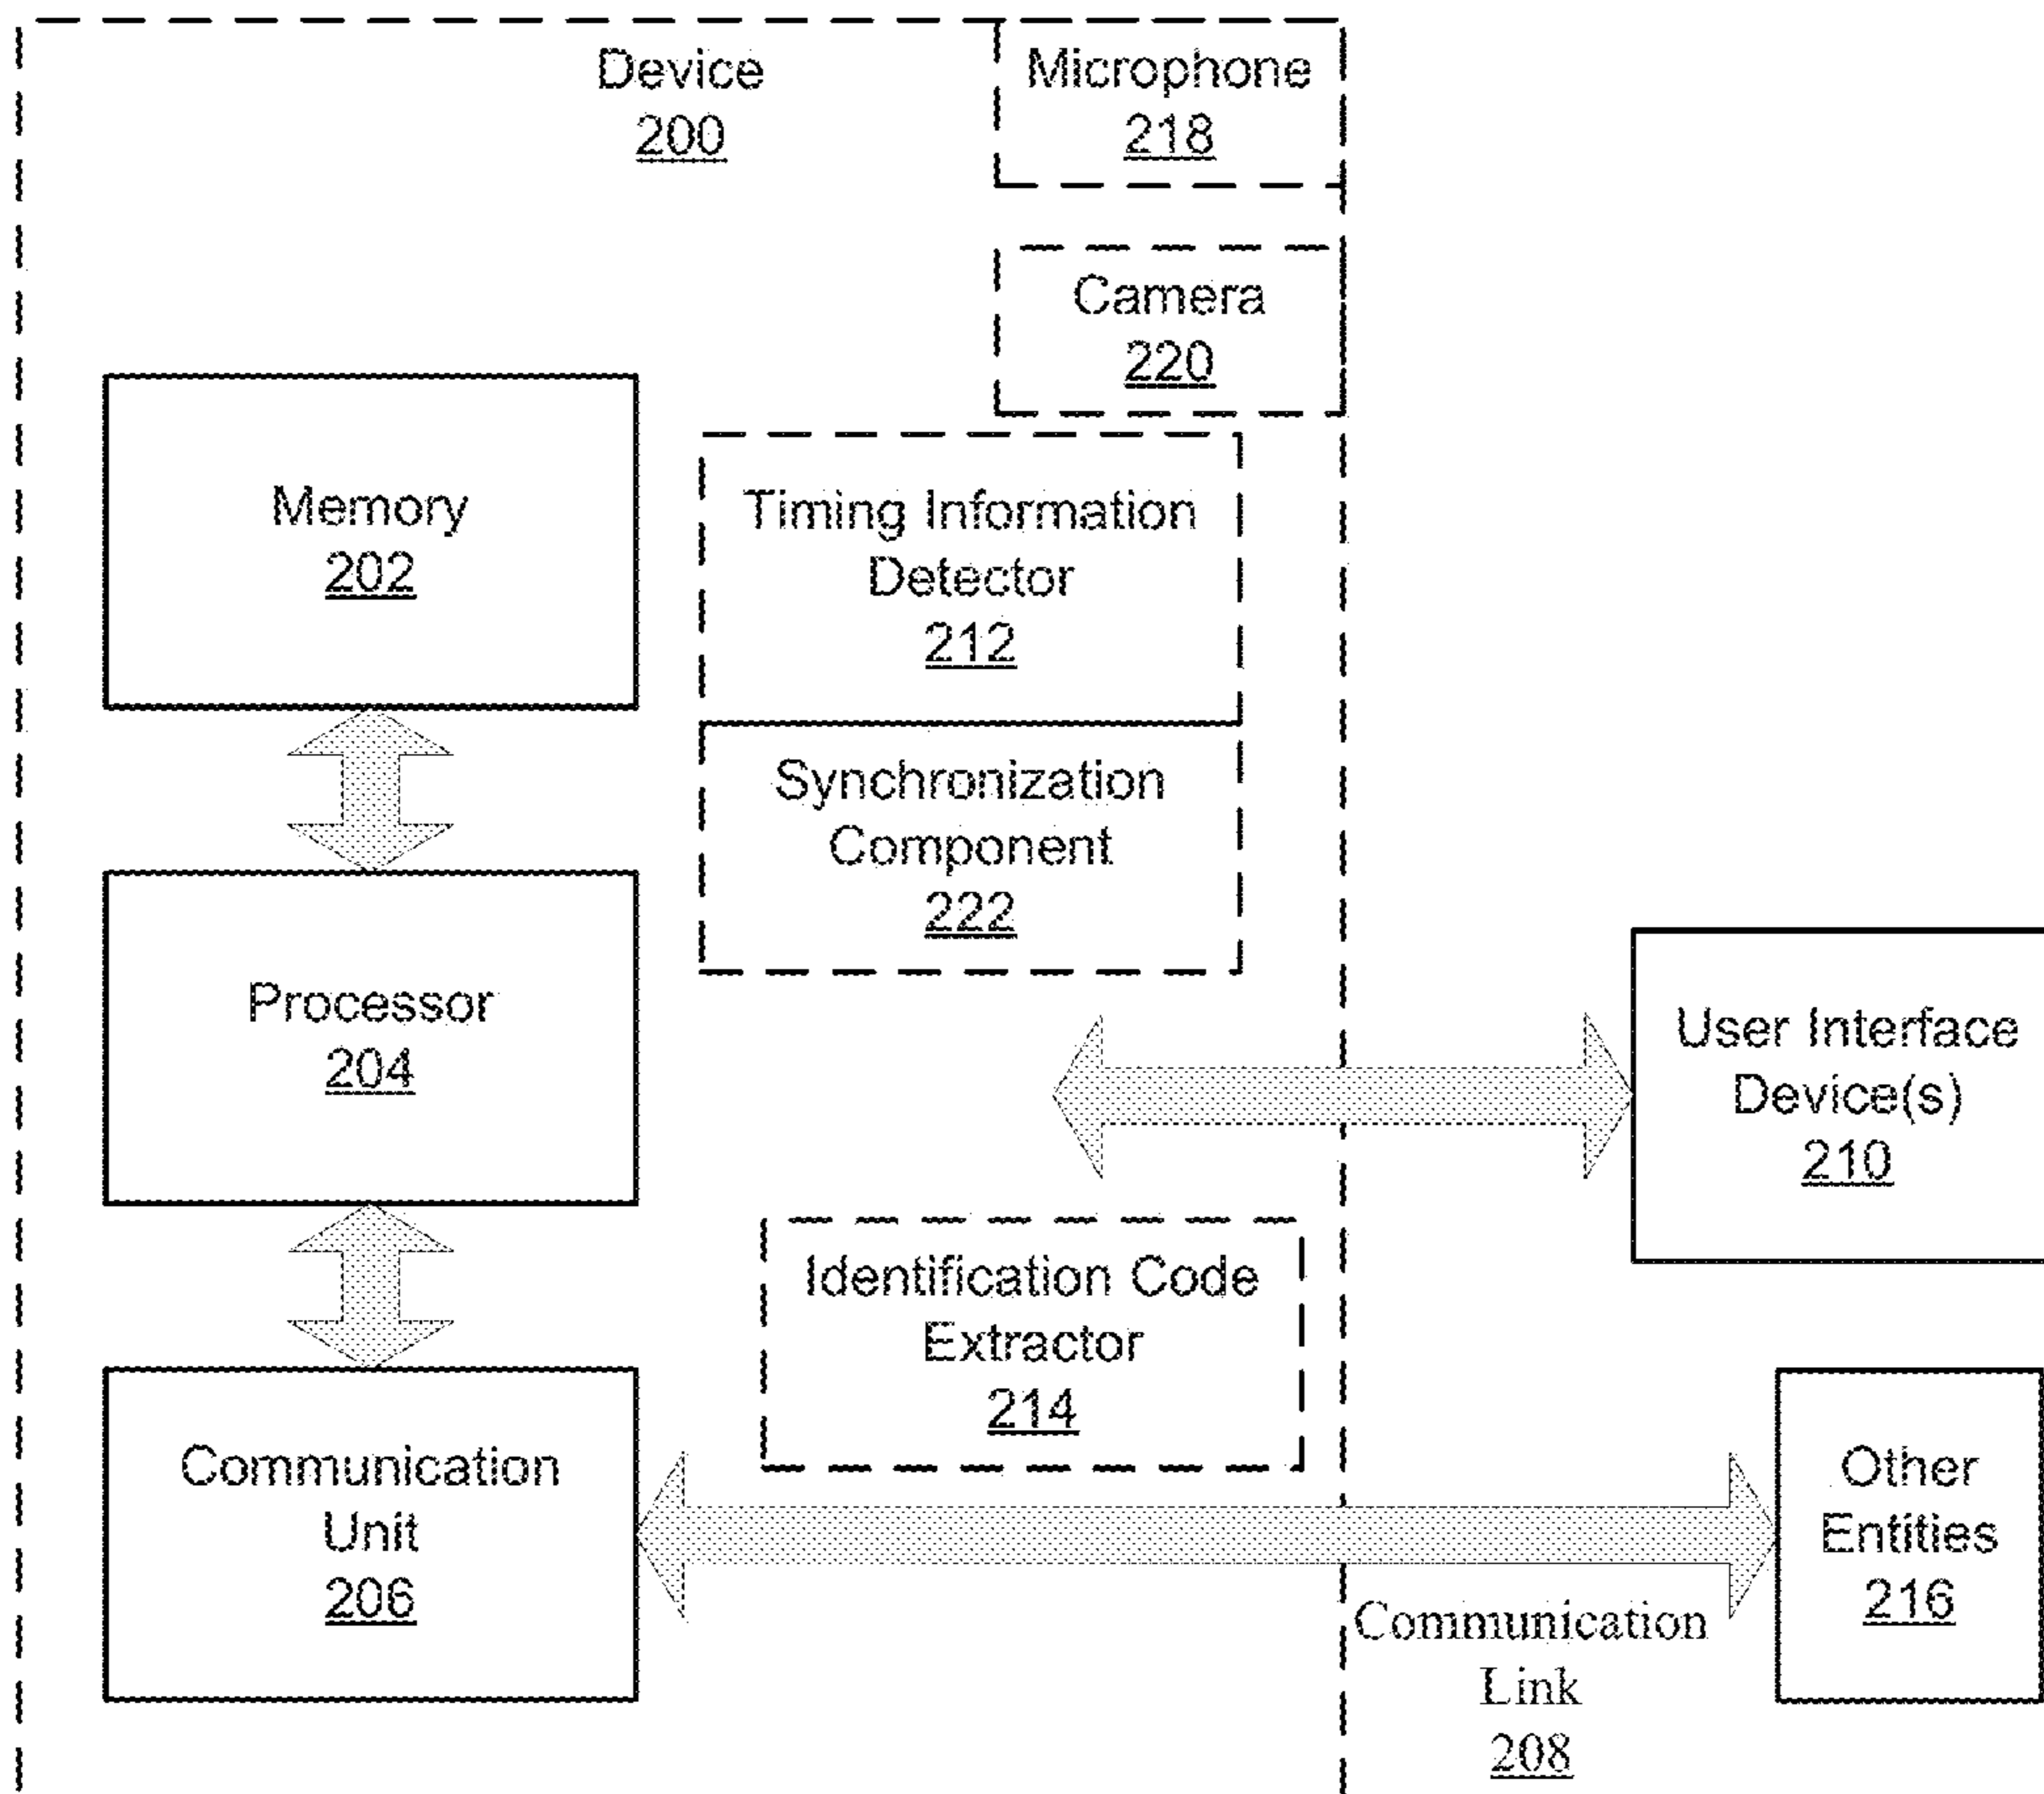 Device
200
Microphone
218
Camera
220
Memory
202
Timing Information
Detector
212
Synchronization
Component
222
Processor
204
User Interface
Device(s)
210
Identification Code
Extractor
214
Communication
Unit
206
Other
Entities
216
Communication
Link
208